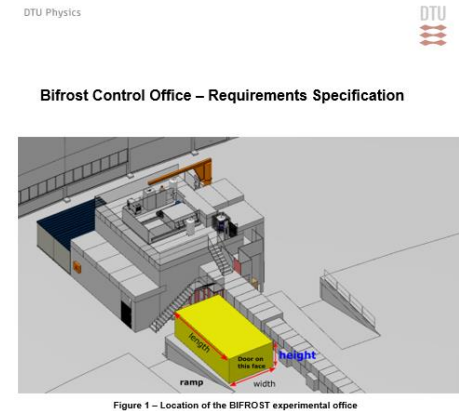 DTU Physics
DTU
Bifrost Control Office – Requirements Specification
length
Door on
this face
height
ramp
width
Figure 1 – Location of the BIFROST experimental office